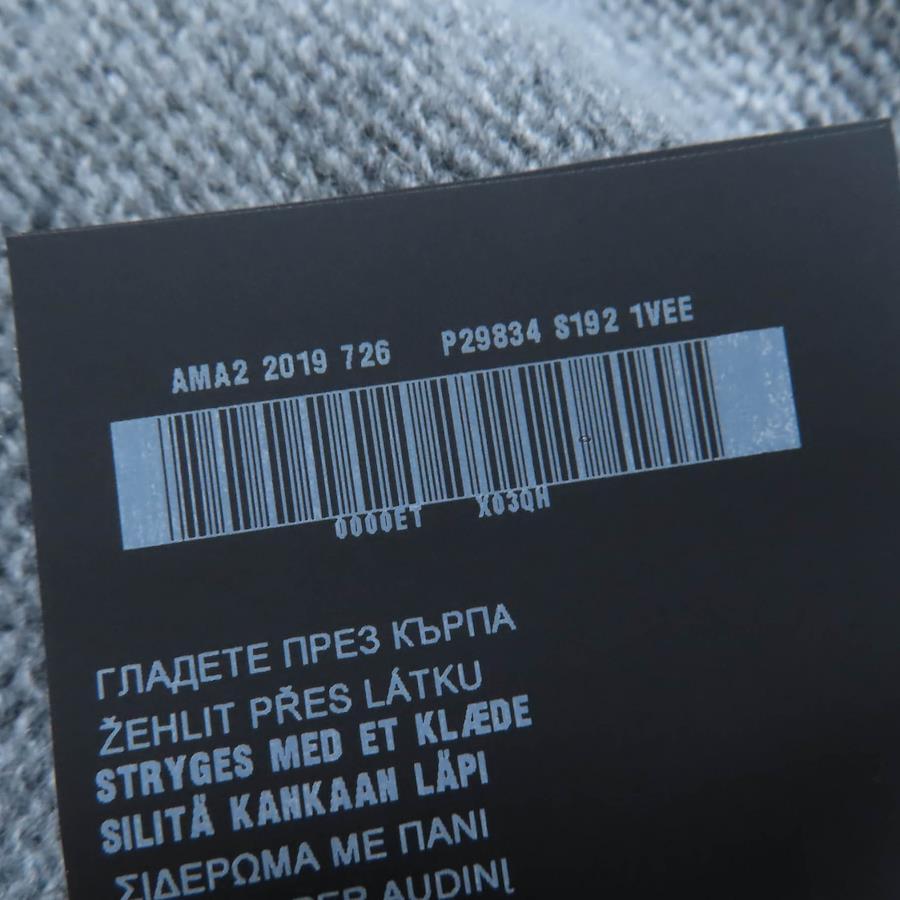 AMA2 2019 726 P29834 S192 1VEE
0000ET X03QH
ГЛАДЕТЕ ПРЕЗ КЪРПА
ŽEHLIT PŘES LÁTKU
STRYGES MED ET KLÆDE
SILITÄ KANKAAN LÄPI
ΣΙΔΕΡΩΜΑ ΜΕ ΠΑΝΙ
AUDINĮ